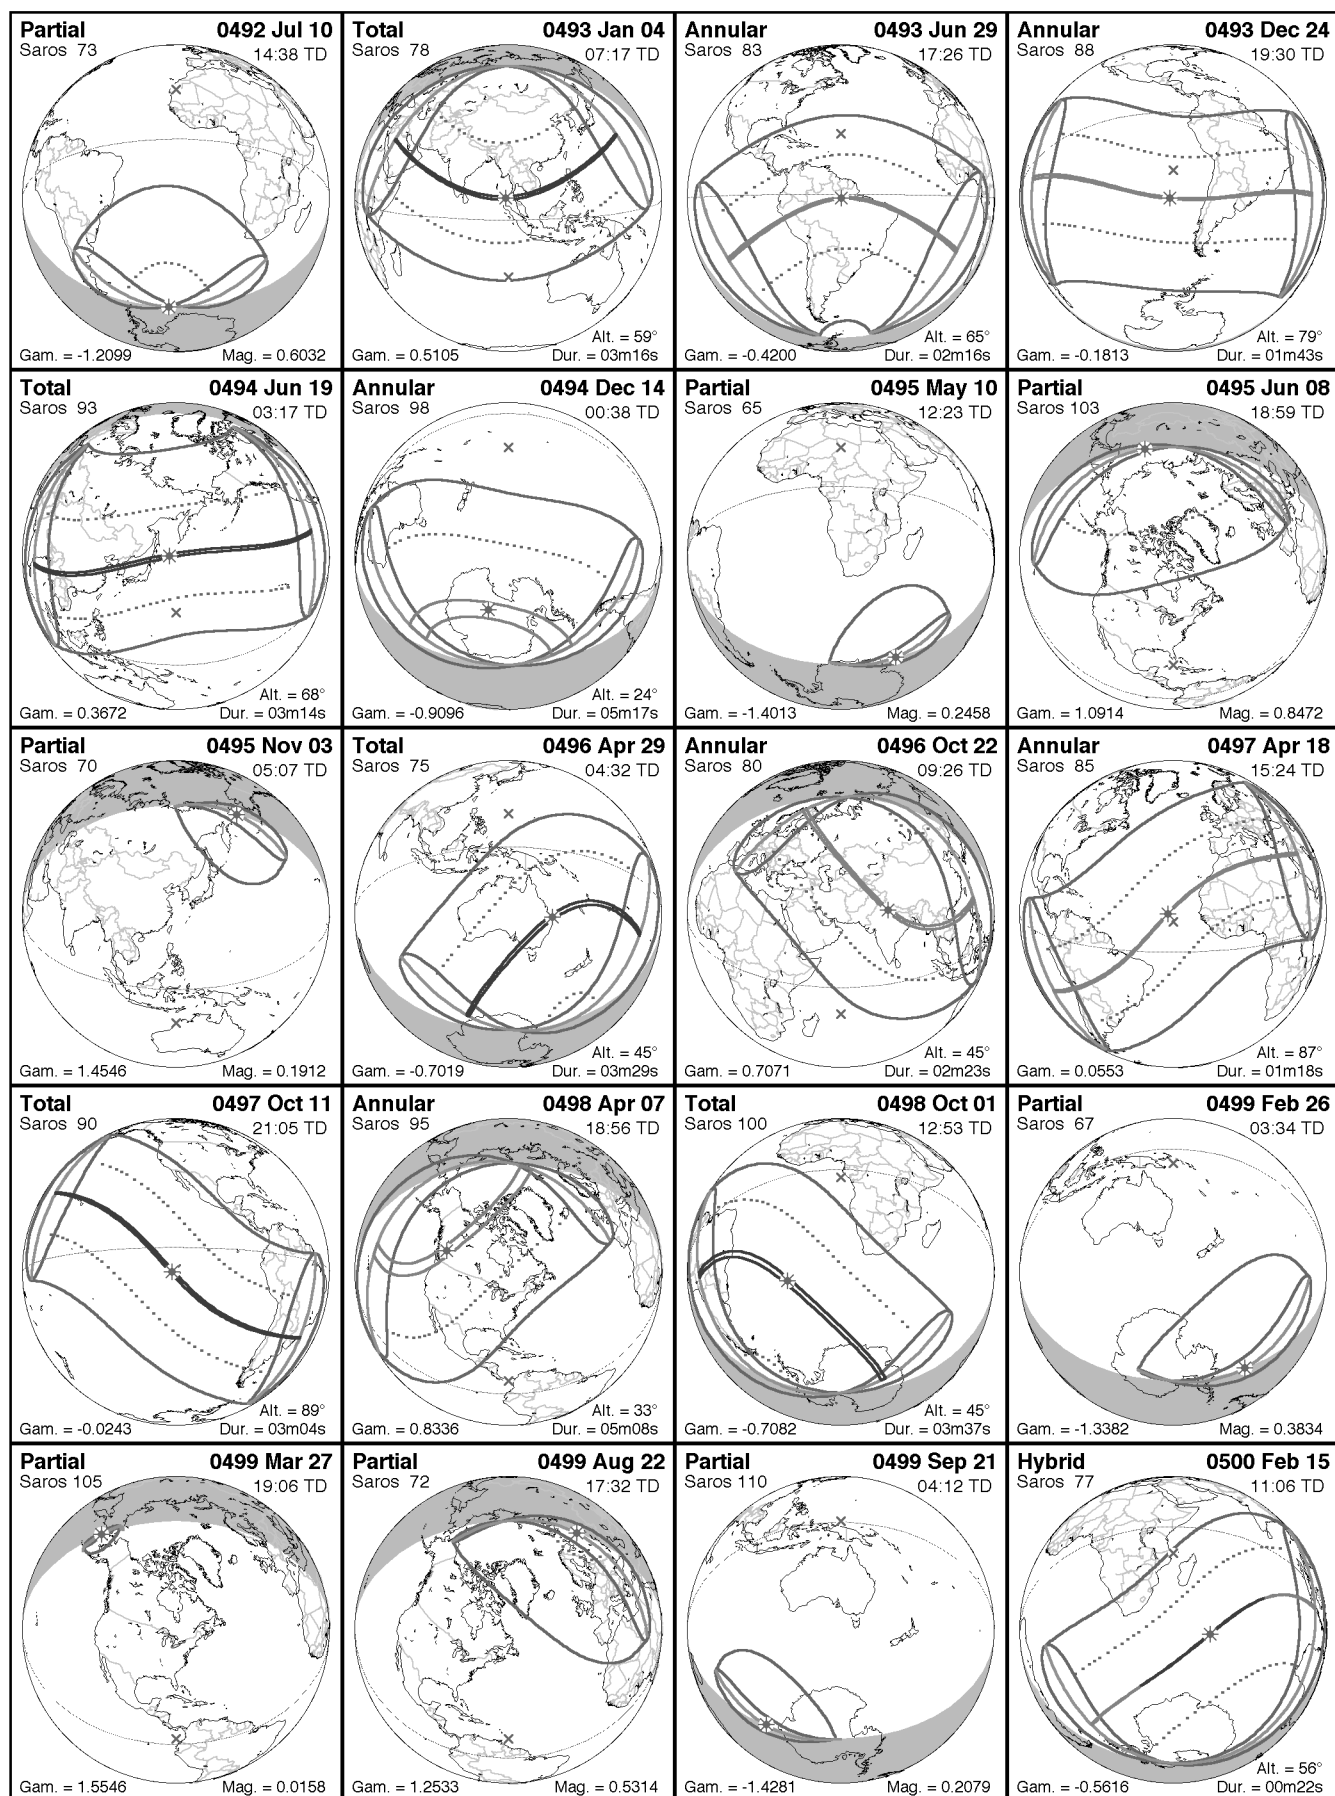 Partial 0492 Jul 10
Saros 73 14:38 TD
Gam. = -1.2099 Mag. = 0.6032
Total 0493 Jan 04
Saros 78 07:17 TD
Alt. = 59°
Gam. = 0.5105 Dur. = 03m16s
Annular 0493 Jun 29
Saros 83 17:26 TD
Alt. = 65°
Gam. = -0.4200 Dur. = 02m16s
Annular 0493 Dec 24
Saros 88 19:30 TD
Alt. = 79°
Gam. = -0.1813 Dur. = 01m43s
Total 0494 Jun 19
Saros 93 03:17 TD
Alt. = 68°
Gam. = 0.3672 Dur. = 03m14s
Annular 0494 Dec 14
Saros 98 00:38 TD
Alt. = 24°
Gam. = -0.9096 Dur. = 05m17s
Partial 0495 May 10
Saros 65 12:23 TD
Gam. = -1.4013 Mag. = 0.2458
Partial 0495 Jun 08
Saros 103 18:59 TD
Gam. = 1.0914 Mag. = 0.8472
Partial 0495 Nov 03
Saros 70 05:07 TD
Gam. = 1.4546 Mag. = 0.1912
Total 0496 Apr 29
Saros 75 04:32 TD
Alt. = 45°
Gam. = -0.7019 Dur. = 03m29s
Annular 0496 Oct 22
Saros 80 09:26 TD
Alt. = 45°
Gam. = 0.7071 Dur. = 02m23s
Annular 0497 Apr 18
Saros 85 15:24 TD
Alt. = 87°
Gam. = 0.0553 Dur. = 01m18s
Total 0497 Oct 11
Saros 90 21:05 TD
Alt. = 89°
Gam. = -0.0243 Dur. = 03m04s
Annular 0498 Apr 07
Saros 95 18:56 TD
Alt. = 33°
Gam. = 0.8336 Dur. = 05m08s
Total 0498 Oct 01
Saros 100 12:53 TD
Alt. = 45°
Gam. = -0.7082 Dur. = 03m37s
Partial 0499 Feb 26
Saros 67 03:34 TD
Gam. = -1.3382 Mag. = 0.3834
Partial 0499 Mar 27
Saros 105 19:06 TD
Gam. = 1.5546 Mag. = 0.0158
Partial 0499 Aug 22
Saros 72 17:32 TD
Gam. = 1.2533 Mag. = 0.5314
Partial 0499 Sep 21
Saros 110 04:12 TD
Gam. = -1.4281 Mag. = 0.2079
Hybrid 0500 Feb 15
Saros 77 11:06 TD
Alt. = 56°
Gam. = -0.5616 Dur. = 00m22s